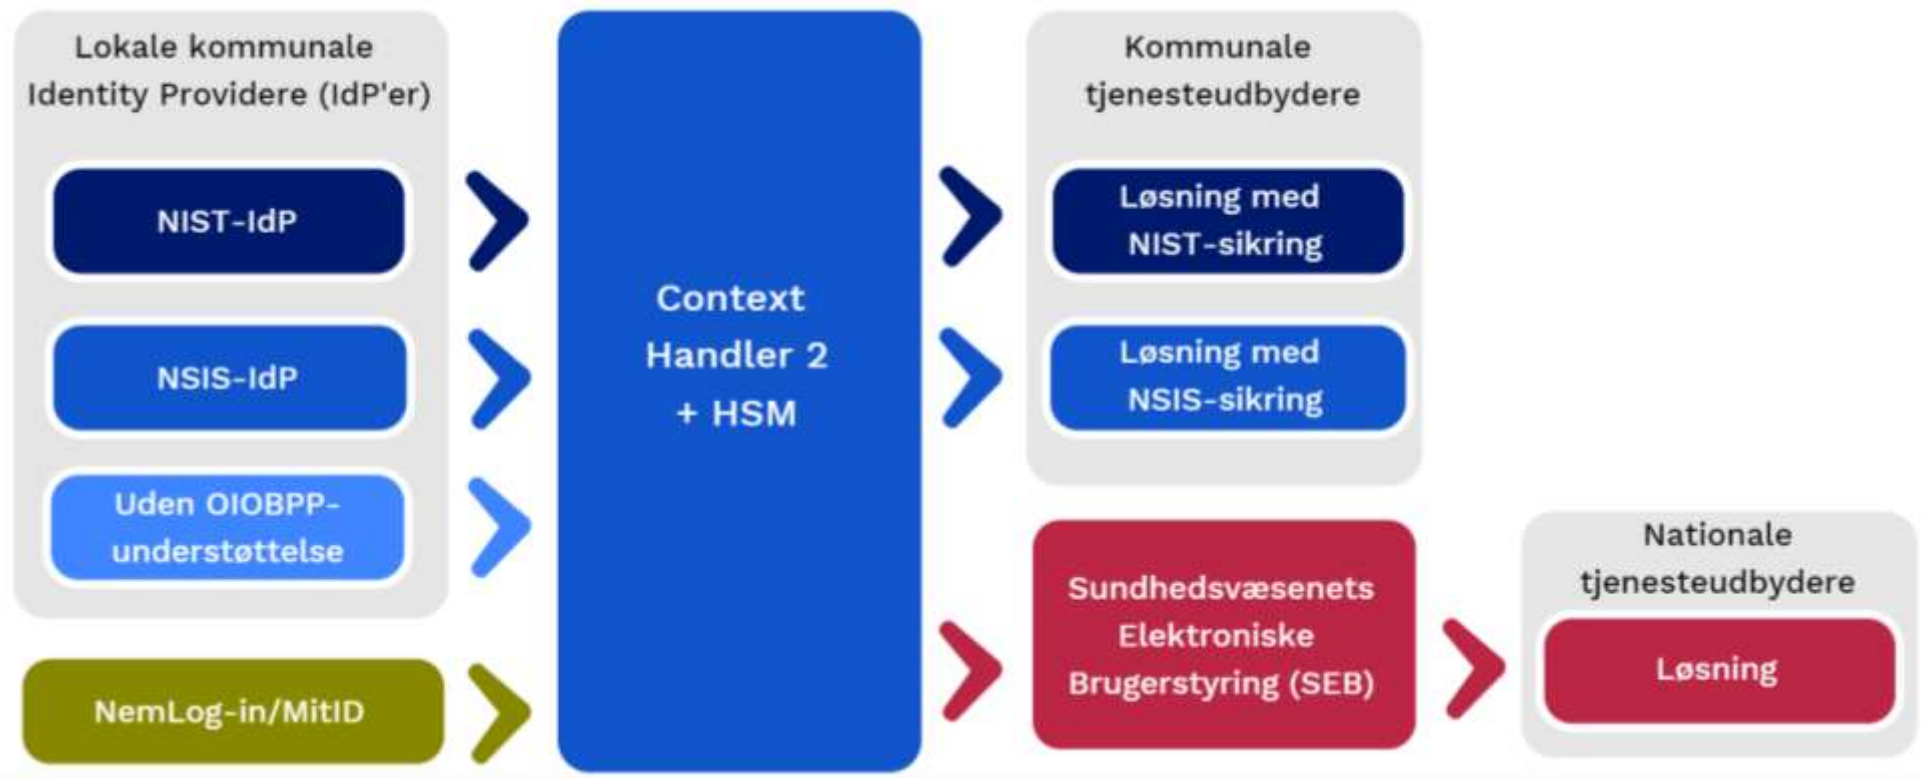 Lokale kommunale
Identity Providere (IdP'er)
NIST-IdP
NSIS-IdP
Uden OIOBPP-
understøttelse
NemLog-in/MitID
Context
Handler 2
+ HSM
Kommunale
tjenesteudbydere
Løsning med
NIST-sikring
Løsning med
NSIS-sikring
Sundhedsvæsenets
Elektroniske
Brugerstyring (SEB)
Nationale
tjenesteudbydere
Løsning